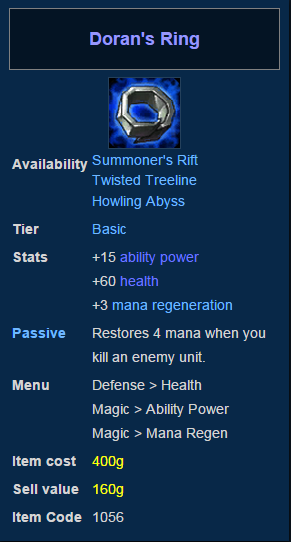 Doran's Ring
Availability Summoner's Rift
Twisted Treeline
Howling Abyss
Tier Basic
Stats +15 ability power
+60 health
+3 mana regeneration
Passive Restores 4 mana when you
kill an enemy unit.
Menu Defense > Health
Magic > Ability Power
Magic > Mana Regen
Item cost 400g
Sell value 160g
Item Code 1056